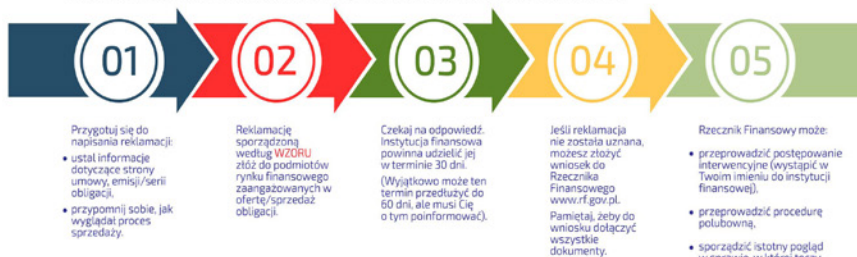 01
02
03
04
05
Przygotuj się do
napisania reklamacji:
• ustal informacje
dotyczące strony
umowy, emisji/serii
obligacji,
• przypomnij sobie, jak
wyglądał proces
sprzedaży.
Reklamację
sporządzoną
według WZORU
złóż do podmiotów
rynku finansowego
zaangażowanych w
ofertę/sprzedaż
obligacji.
Czekaj na odpowiedź.
Instytucja finansowa
powinna udzielić jej
w terminie 30 dni.
(Wyjątkowo może ten
termin przedłużyć do
60 dni, ale musi Cię
o tym poinformować).
Jeśli reklamacja
nie została uznana,
możesz złożyć
wniosek do
Rzecznika
Finansowego
www.rf.gov.pl.
Pamiętaj, żeby do
wniosku dołączyć
wszystkie
dokumenty.
Rzecznik Finansowy może:
• przeprowadzić postępowanie
interwencyjne (wystąpić w
Twoim imieniu do instytucji
finansowej),
• przeprowadzić procedurę
polubowną,
• sporządzić istotny pogląd
w sprawie, w której toczy